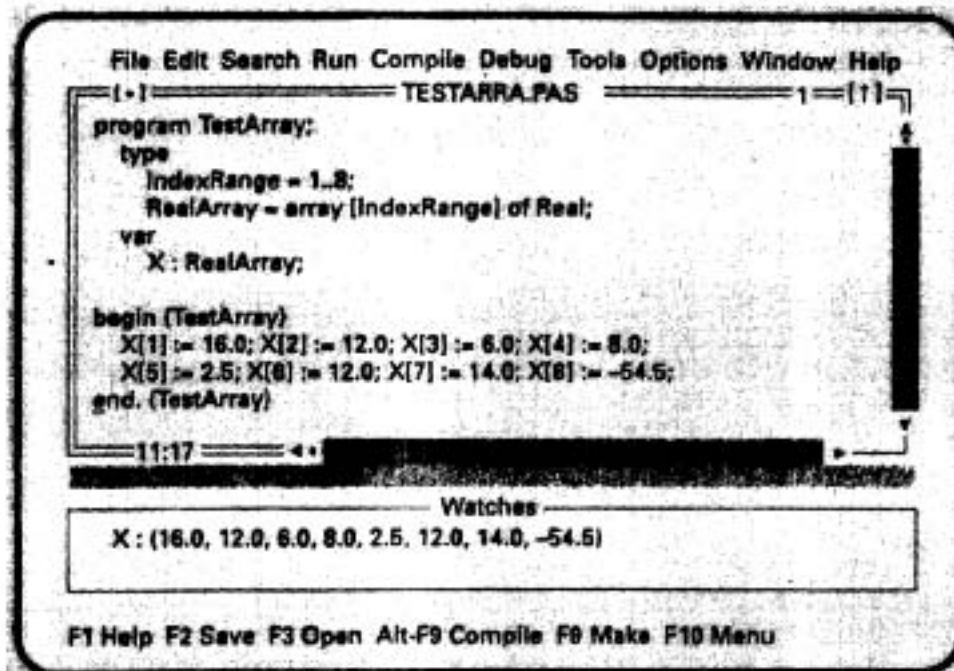 File Edit Search Run Compile Debug Tools Options Window Help
[•] TESTARRA.PAS 1 [↑]
program TestArray;
type
IndexRange = 1..8;
RealArray = array [IndexRange] of Real;
var
X : RealArray;
begin {TestArray}
X[1] := 16.0; X[2] := 12.0; X[3] := 6.0; X[4] := 8.0;
X[5] := 2.5; X[6] := 12.0; X[7] := 14.0; X[8] := -54.5;
end. {TestArray}
11:17
Watches
X : (16.0, 12.0, 6.0, 8.0, 2.5, 12.0, 14.0, -54.5)
F1 Help F2 Save F3 Open Alt-F9 Compile F9 Make F10 Menu